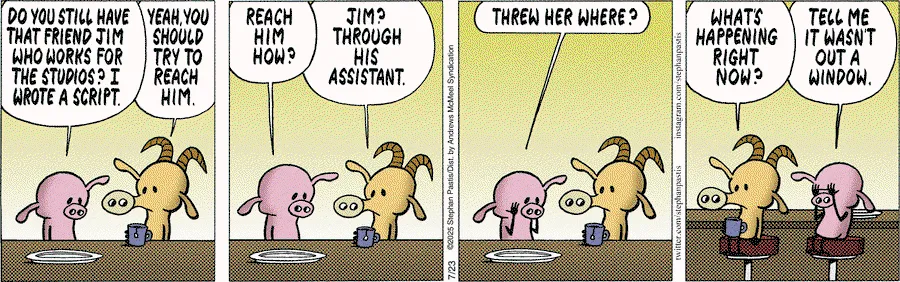 DO YOU STILL HAVE
THAT FRIEND JIM
WHO WORKS FOR
THE STUDIOS? I
WROTE A SCRIPT.
YEAH, YOU
SHOULD
TRY TO
REACH
HIM.
REACH
HIM
HOW?
JIM?
THROUGH
HIS
ASSISTANT.
©2025 Stephan Pastis/Dist. by Andrews McMeel Syndication
7/23
THREW HER WHERE?
twitter.com/stephanpastis
instagram.com/stephanpastis
WHAT'S
HAPPENING
RIGHT
NOW?
TELL ME
IT WASN'T
OUT A
WINDOW.